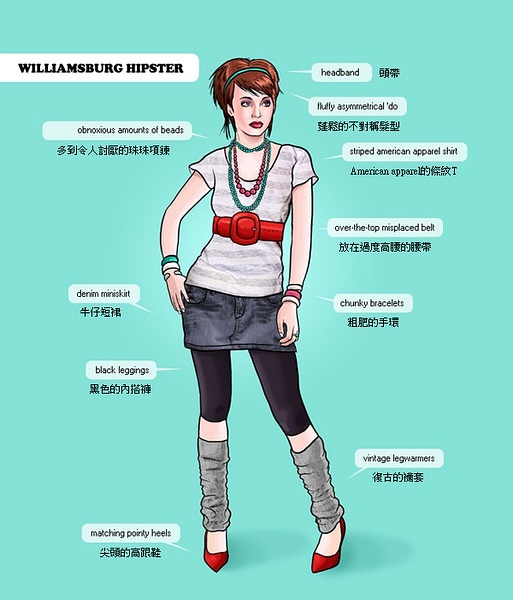 WILLIAMSBURG HIPSTER
headband 頭帶
fluffy asymmetrical 'do
蓬鬆的不對稱髮型
obnoxious amounts of beads
多到令人討厭的珠珠項鍊
striped american apparel shirt
American apparel的條紋T
over-the-top misplaced belt
放在過度高腰的腰帶
denim miniskirt
牛仔短裙
chunky bracelets
粗肥的手環
black leggings
黑色的內搭褲
vintage legwarmers
復古的襪套
matching pointy heels
尖頭的高跟鞋